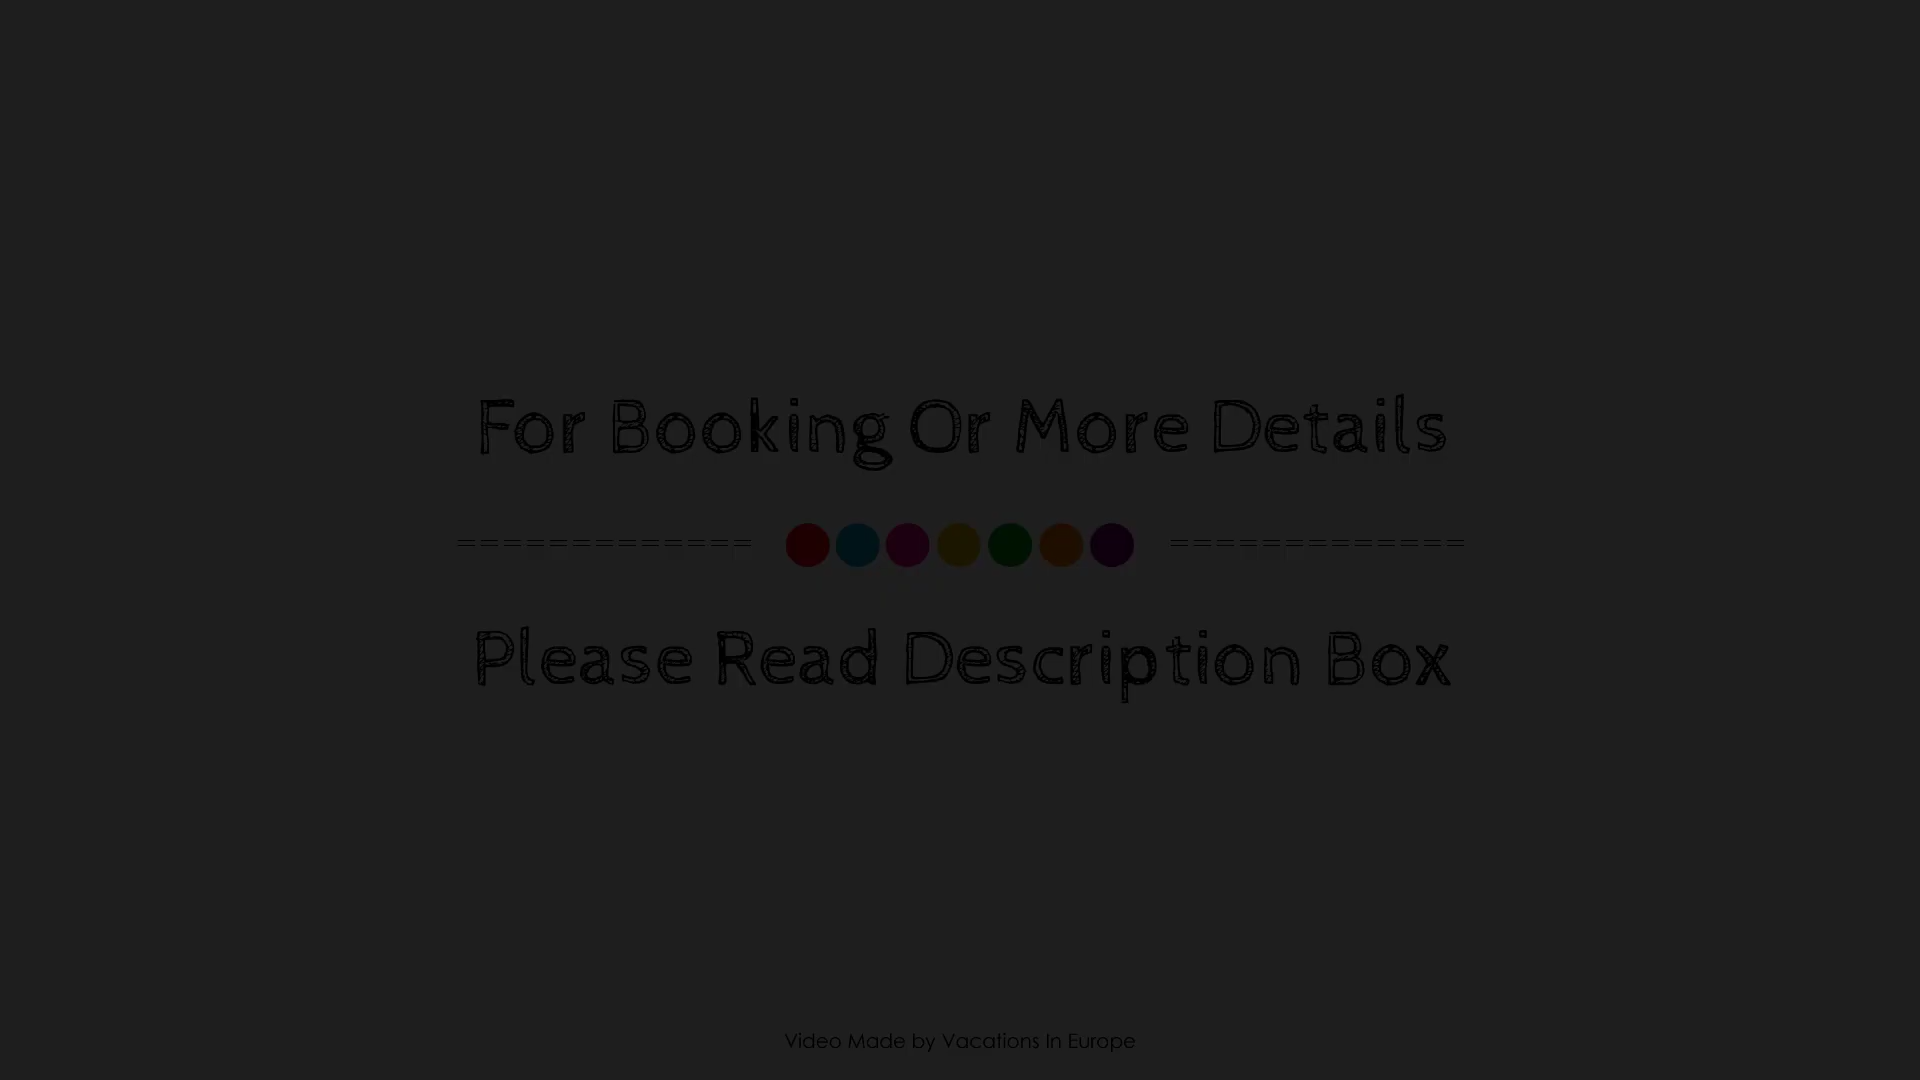 For Booking Or More Details
============= =============
Please Read Description Box
Video Made by Vacations In Europe